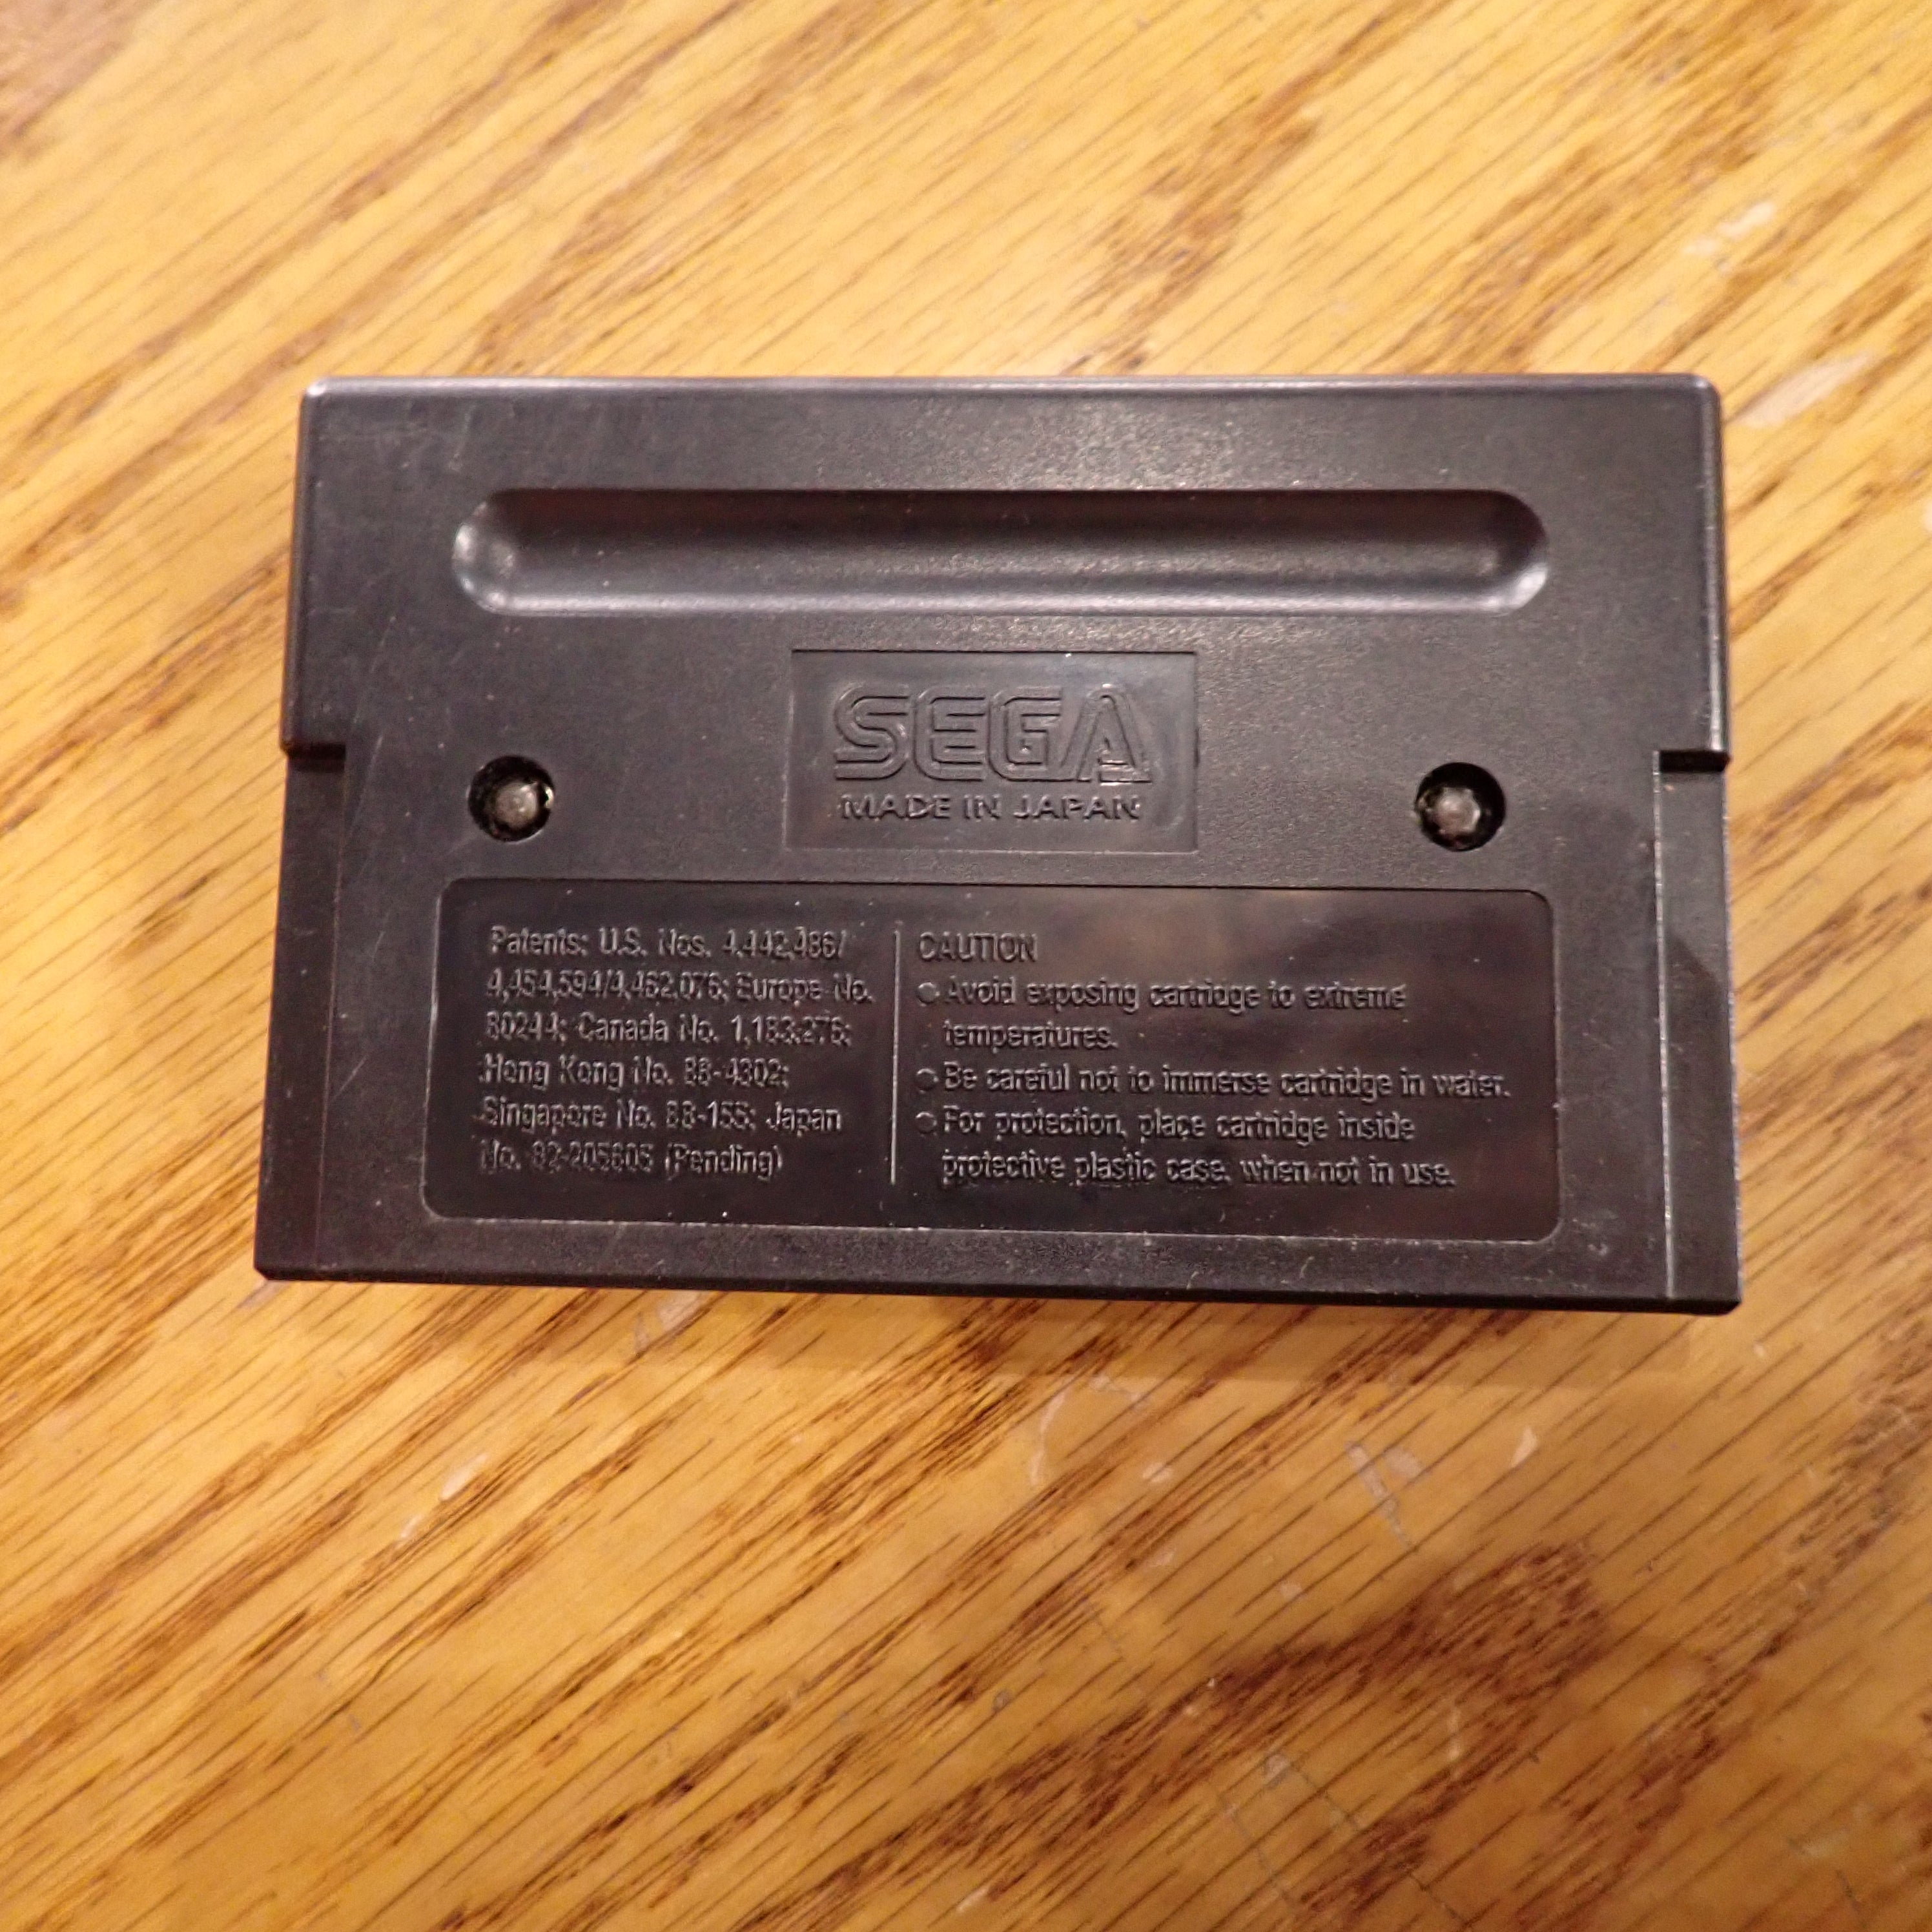 SEGA
MADE IN JAPAN
Patents: U.S. Nos. 4,442,486/
4,454,594/4,462,076; Europe No.
80244; Canada No. 1,183,276;
Hong Kong No. 88-4302;
Singapore No. 88-155; Japan
No. 82-205605 (Pending)
CAUTION
Avoid exposing cartridge to extreme
temperatures.
Be careful not to immerse cartridge in water.
For protection, place cartridge inside
protective plastic case, when not in use.